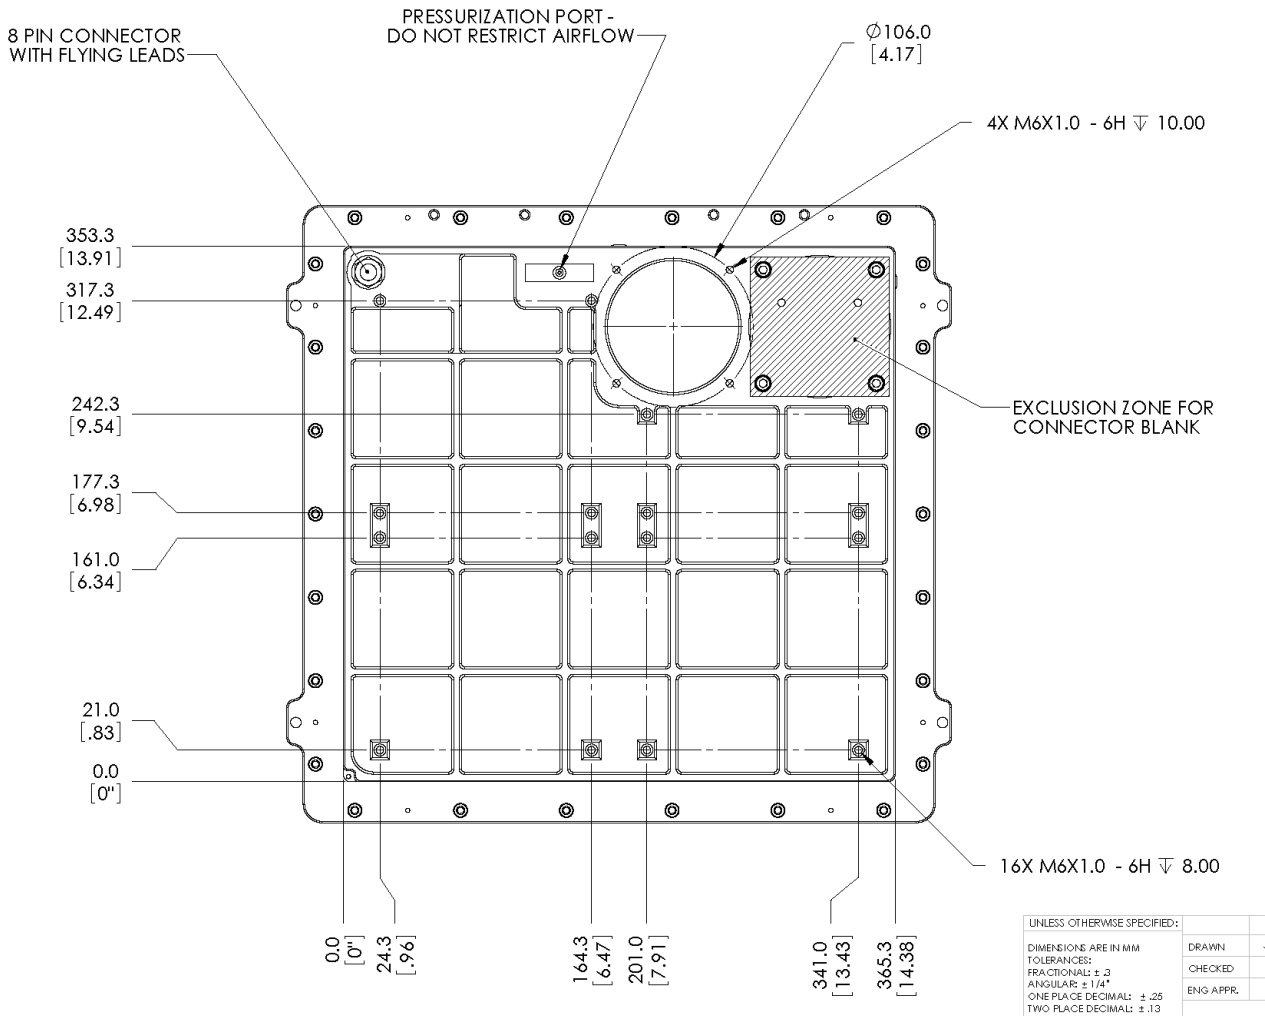 8 PIN CONNECTOR
WITH FLYING LEADS
PRESSURIZATION PORT -
DO NOT RESTRICT AIRFLOW
∅106.0
[4.17]
4X M6X1.0 - 6H ↧ 10.00
353.3
[13.91]
317.3
[12.49]
242.3
[9.54]
EXCLUSION ZONE FOR
CONNECTOR BLANK
177.3
[6.98]
161.0
[6.34]
21.0
[.83]
0.0
[0"]
16X M6X1.0 - 6H ↧ 8.00
0.0
[0"]
24.3
[.96]
164.3
[6.47]
201.0
[7.91]
341.0
[13.43]
365.3
[14.38]
UNLESS OTHERWISE SPECIFIED:
DIMENSIONS ARE IN MM
TOLERANCES:
FRACTIONAL: ± .3
ANGULAR: ± 1/4°
ONE PLACE DECIMAL: ± .25
TWO PLACE DECIMAL: ± .13
DRAWN
CHECKED
ENG APPR.